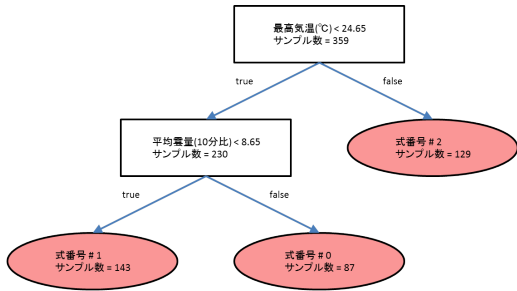 最高気温(℃) < 24.65
サンプル数 = 359
true
false
平均雲量(10分比) < 8.65
サンプル数 = 230
式番号 # 2
サンプル数 = 129
true
false
式番号 # 1
サンプル数 = 143
式番号 # 0
サンプル数 = 87